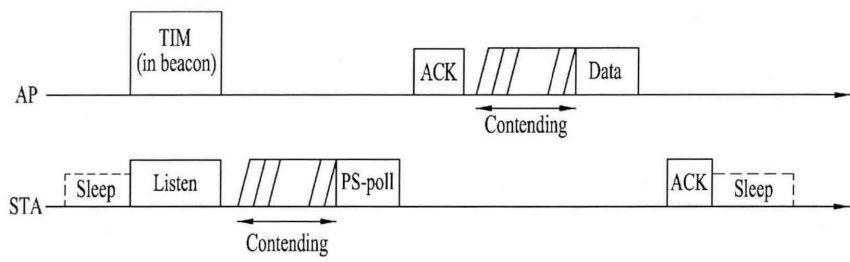 TIM
(in beacon)
ACK
Data
AP
Contending
Sleep
Listen
PS-poll
ACK
Sleep
STA
Contending